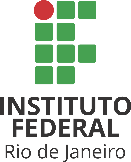 INSTITUTO
FEDERAL
Rio de Janeiro